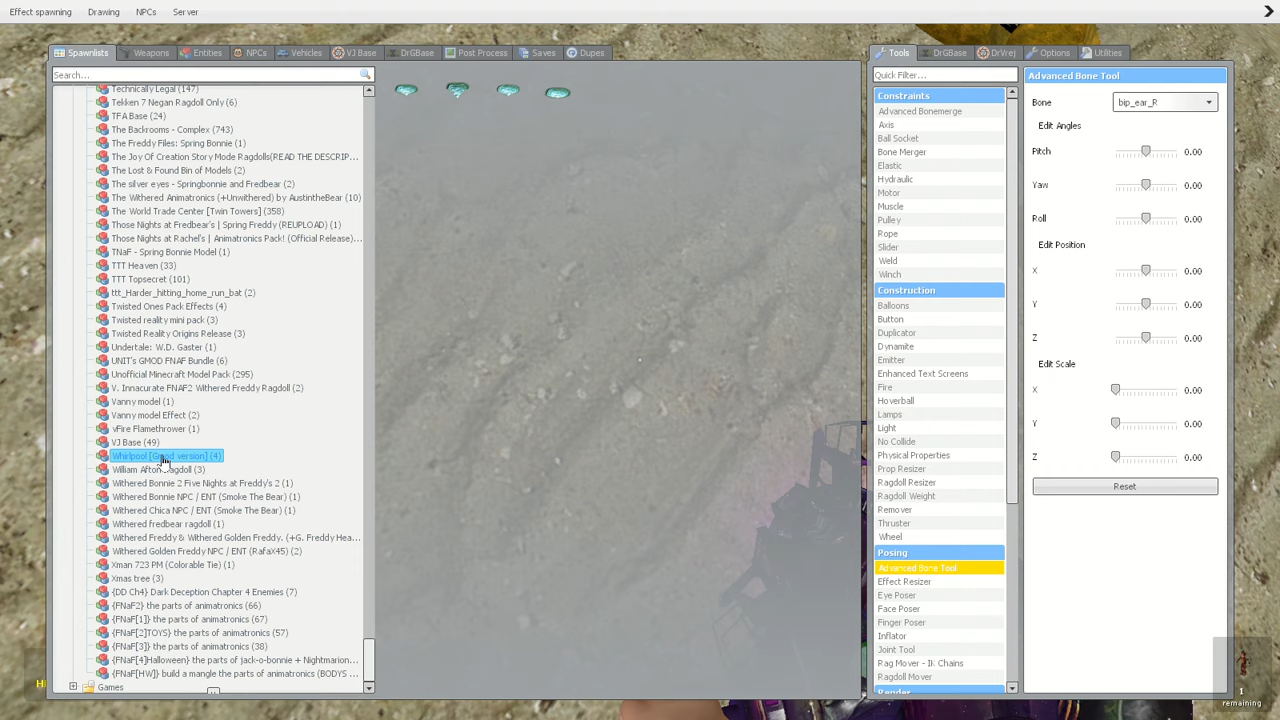 Effect spawning Drawing NPCs Server
Spawnlists Weapons Entities NPCs Vehicles VJ Base DrGBase Post Process Saves Dupes
Search...
Technically Legal (147)
Tekken 7 Negan Ragdoll Only (6)
TFA Base (24)
The Backrooms - Complex (743)
The Freddy Files: Spring Bonnie (1)
The Joy Of Creation Story Mode Ragdolls(READ THE DESCRIP...
The Lost & Found Bin of Models (2)
The silver eyes - Springbonnie and Fredbear (2)
The Withered Animatronics (+Unwithered) by AustintheBear (10)
The World Trade Center [Twin Towers] (358)
Those Nights at Fredbear's | Spring Freddy (REUPLOAD) (1)
Those Nights at Rachel's | Animatronics Pack! (Official Release)...
TNaF - Spring Bonnie Model (1)
TTT Heaven (33)
TTT Topsecret (101)
ttt_Harder_hitting_home_run_bat (2)
Twisted Ones Pack Effects (4)
Twisted reality mini pack (3)
Twisted Reality Origins Release (3)
Undertale: W.D. Gaster (1)
UNIT's GMOD FNAF Bundle (6)
Unofficial Minecraft Model Pack (295)
V. Innacurate FNAF2 Withered Freddy Ragdoll (2)
Vanny model (1)
Vanny model Effect (2)
vFire Flamethrower (1)
VJ Base (49)
Whirlpool [Good version] (4)
William Afton Ragdoll (3)
Withered Bonnie 2 Five Nights at Freddy's 2 (1)
Withered Bonnie NPC / ENT (Smoke The Bear) (1)
Withered Chica NPC / ENT (Smoke The Bear) (1)
Withered fredbear ragdoll (1)
Withered Freddy & Withered Golden Freddy. (+G. Freddy Hea...
Withered Golden Freddy NPC / ENT (RafaX45) (2)
Xman 723 PM (Colorable Tie) (1)
Xmas tree (3)
{DD Ch4} Dark Deception Chapter 4 Enemies (7)
{FNaF2} the parts of animatronics (66)
{FNaF[1]} the parts of animatronics (67)
{FNaF[2]TOYS} the parts of animatronics (57)
{FNaF[3]} the parts of animatronics (38)
{FNaF[4]Halloween} the parts of jack-o-bonnie + Nightmarion...
{FNaF[HW]} build a mangle the parts of animatronics (BODYS ...
Games
Tools DrGBase DrVrej Options Utilities
Quick Filter...
Constraints
Advanced Bonemerge
Axis
Ball Socket
Bone Merger
Elastic
Hydraulic
Motor
Muscle
Pulley
Rope
Slider
Weld
Winch
Construction
Balloons
Button
Duplicator
Dynamite
Emitter
Enhanced Text Screens
Fire
Hoverball
Lamps
Light
No Collide
Physical Properties
Prop Resizer
Ragdoll Resizer
Ragdoll Weight
Remover
Thruster
Wheel
Posing
Advanced Bone Tool
Effect Resizer
Eye Poser
Face Poser
Finger Poser
Inflator
Joint Tool
Rag Mover - IK Chains
Ragdoll Mover
Render
Advanced Bone Tool
Bone bip_ear_R
Edit Angles
Pitch 0.00
Yaw 0.00
Roll 0.00
Edit Position
X 0.00
Y 0.00
Z 0.00
Edit Scale
X 0.00
Y 0.00
Z 0.00
Reset
1
remaining